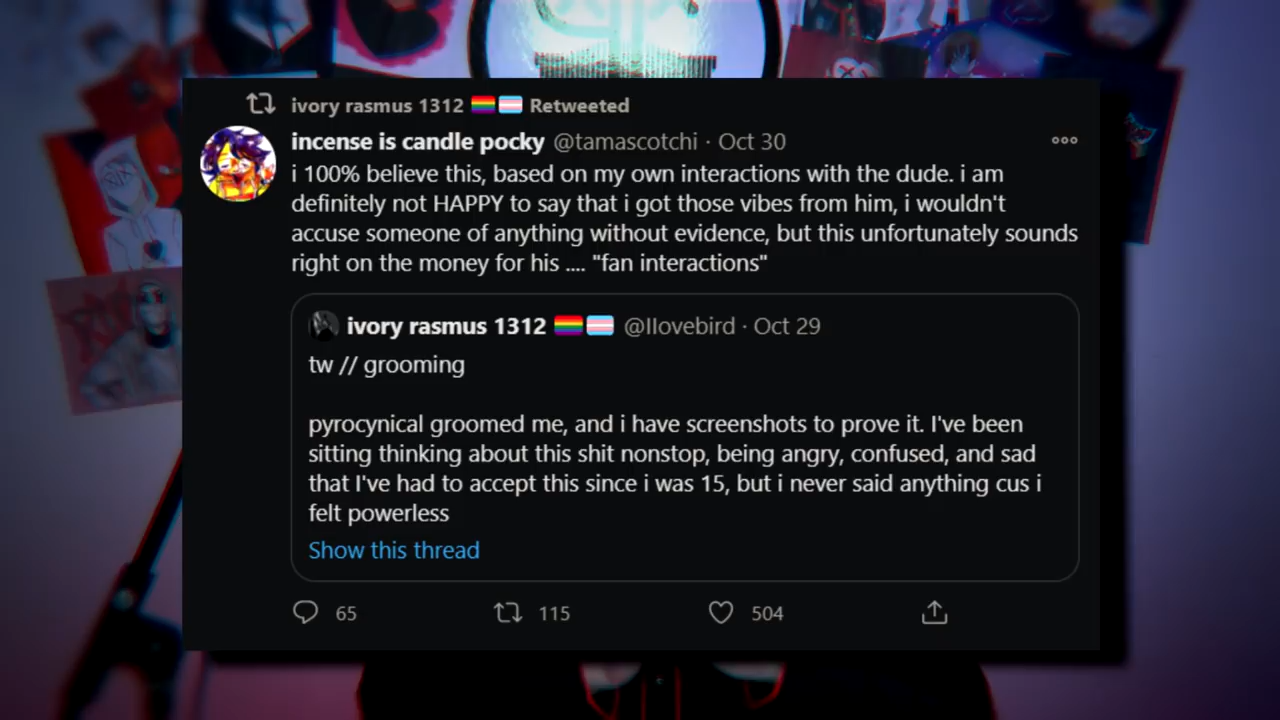 ivory rasmus 1312 🏳️‍🌈🏳️‍⚧️ Retweeted
incense is candle pocky @tamascotchi · Oct 30
i 100% believe this, based on my own interactions with the dude. i am
definitely not HAPPY to say that i got those vibes from him, i wouldn't
accuse someone of anything without evidence, but this unfortunately sounds
right on the money for his .... "fan interactions"
ivory rasmus 1312 🏳️‍🌈🏳️‍⚧️ @IIovebird · Oct 29
tw // grooming
pyrocynical groomed me, and i have screenshots to prove it. I've been
sitting thinking about this shit nonstop, being angry, confused, and sad
that I've had to accept this since i was 15, but i never said anything cus i
felt powerless
Show this thread
65 115 504